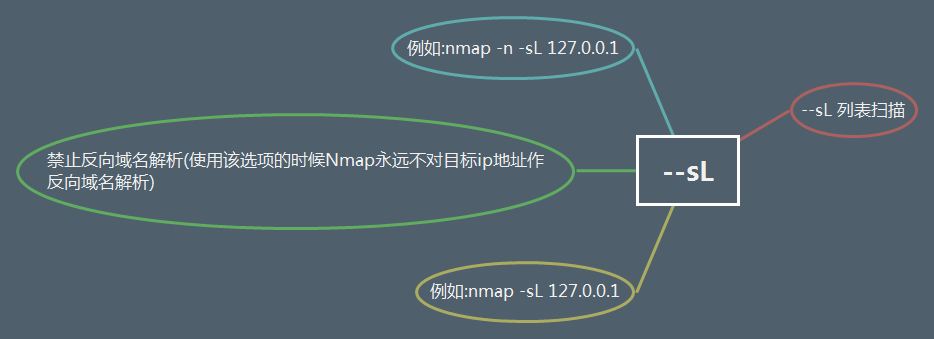 例如:nmap -n -sL 127.0.0.1
--sL 列表扫描
禁止反向域名解析(使用该选项的时候Nmap永远不对目标ip地址作
反向域名解析)
--sL
例如:nmap -sL 127.0.0.1